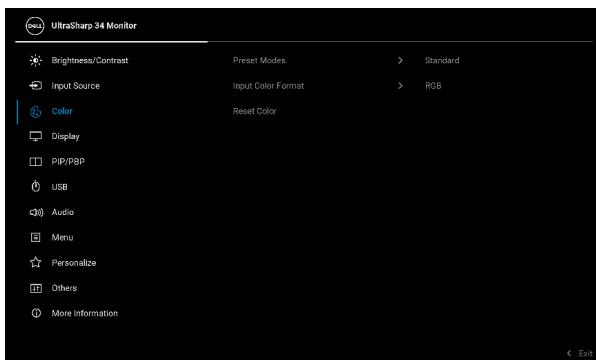 DELL UltraSharp 34 Monitor
Brightness/Contrast Preset Modes > Standard
Input Source Input Color Format > RGB
Color Reset Color
Display
PIP/PBP
USB
Audio
Menu
Personalize
Others
More Information
< Exit